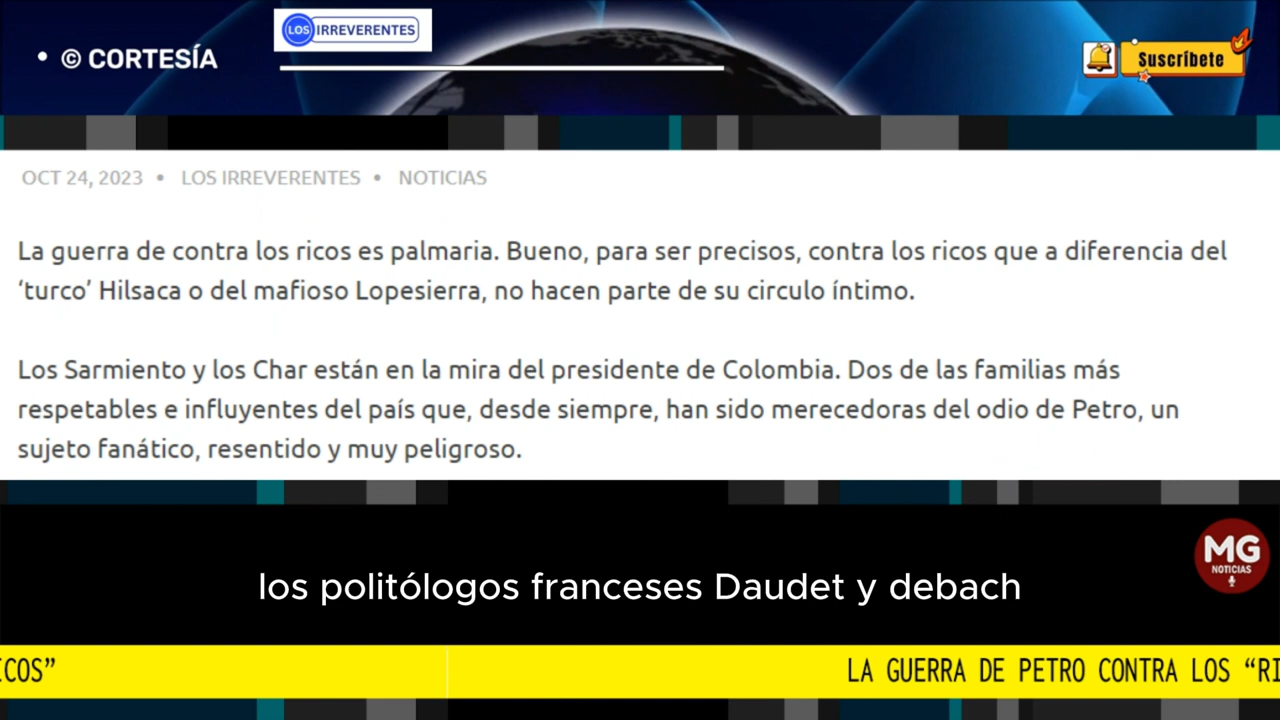 • © CORTESÍA
LOS IRREVERENTES
Suscríbete
OCT 24, 2023 • LOS IRREVERENTES • NOTICIAS
La guerra de contra los ricos es palmaria. Bueno, para ser precisos, contra los ricos que a diferencia del
‘turco’ Hilsaca o del mafioso Lopesierra, no hacen parte de su circulo íntimo.
Los Sarmiento y los Char están en la mira del presidente de Colombia. Dos de las familias más
respetables e influyentes del país que, desde siempre, han sido merecedoras del odio de Petro, un
sujeto fanático, resentido y muy peligroso.
MG
NOTICIAS
los politólogos franceses Daudet y debach
ICOS” LA GUERRA DE PETRO CONTRA LOS “RI